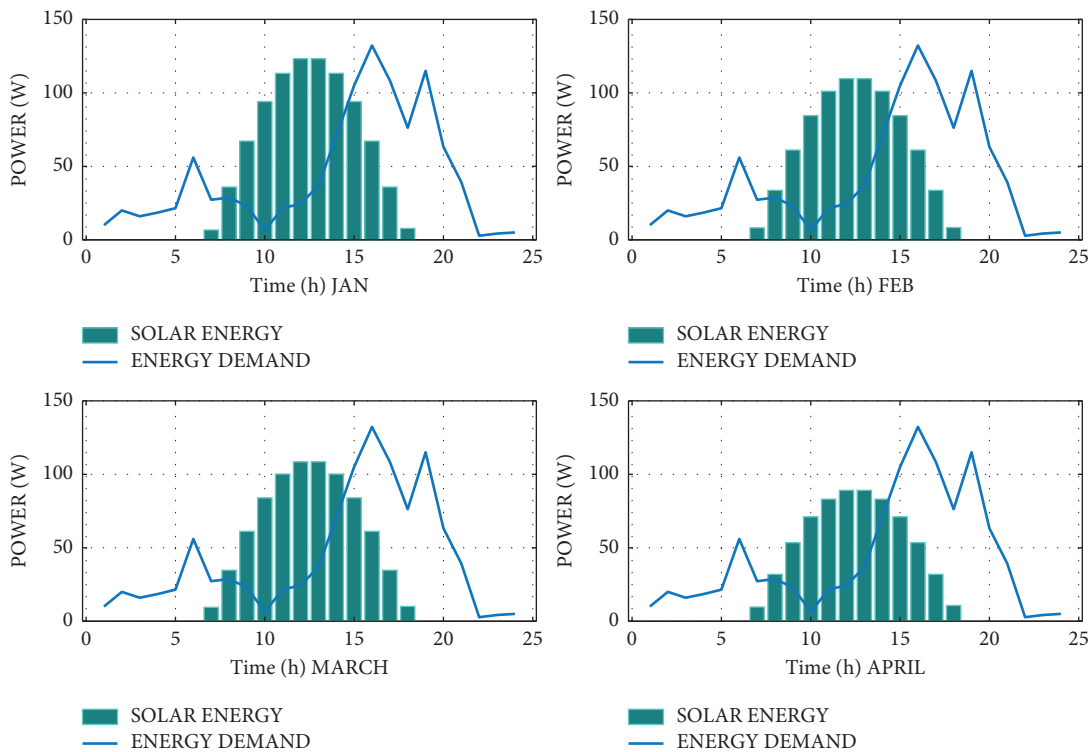 150
100
50
0
POWER (W)
0 5 10 15 20 25
Time (h) JAN
SOLAR ENERGY
ENERGY DEMAND
150
100
50
0
POWER (W)
0 5 10 15 20 25
Time (h) FEB
SOLAR ENERGY
ENERGY DEMAND
150
100
50
0
POWER (W)
0 5 10 15 20 25
Time (h) MARCH
SOLAR ENERGY
ENERGY DEMAND
150
100
50
0
POWER (W)
0 5 10 15 20 25
Time (h) APRIL
SOLAR ENERGY
ENERGY DEMAND